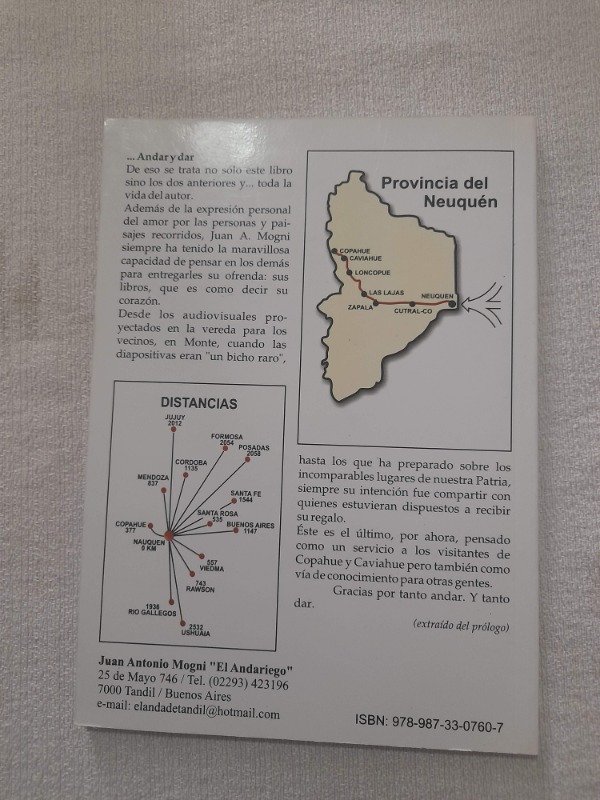 ... Andar y dar
De eso se trata no solo este libro
sino los dos anteriores y... toda la
vida del autor.
Además de la expresión personal
del amor por las personas y pai-
sajes recorridos, Juan A. Mogni
siempre ha tenido la maravillosa
capacidad de pensar en los demás
para entregarles su ofrenda: sus
libros, que es como decir su
corazón.
Desde los audiovisuales pro-
yectados en la vereda para los
vecinos, en Monte, cuando las
diapositivas eran "un bicho raro",
Provincia del
Neuquén
COPAHUE
CAVIAHUE
LONCOPUE
LAS LAJAS
ZAPALA
CUTRAL-CO
NEUQUEN
DISTANCIAS
JUJUY
2012
FORMOSA
2054
POSADAS
2058
CORDOBA
1135
MENDOZA
837
SANTA FE
1544
SANTA ROSA
535
BUENOS AIRES
1147
COPAHUE
377
NAUQUEN
0 KM
557
VIEDMA
743
RAWSON
1936
RIO GALLEGOS
2532
USHUAIA
hasta los que ha preparado sobre los
incomparables lugares de nuestra Patria,
siempre su intención fue compartir con
quienes estuvieran dispuestos a recibir
su regalo.
Éste es el último, por ahora, pensado
como un servicio a los visitantes de
Copahue y Caviahue pero también como
vía de conocimiento para otras gentes.
Gracias por tanto andar. Y tanto
dar.
(extraído del prólogo)
Juan Antonio Mogni "El Andariego"
25 de Mayo 746 / Tel. (02293) 423196
7000 Tandil / Buenos Aires
e-mail: elandadetandil@hotmail.com
ISBN: 978-987-33-0760-7